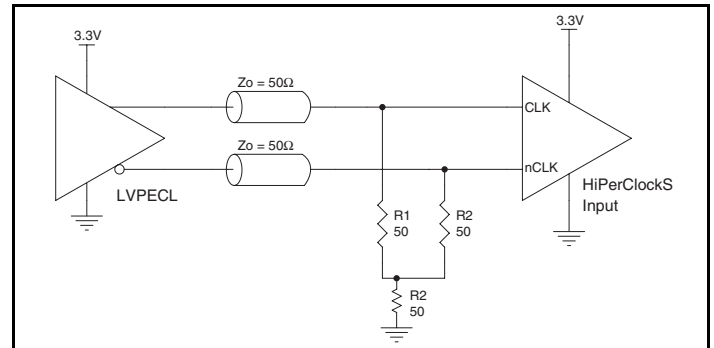 3.3V
3.3V
Zo = 50Ω
CLK
Zo = 50Ω
nCLK
LVPECL
HiPerClockS
Input
R1
50
R2
50
R2
50